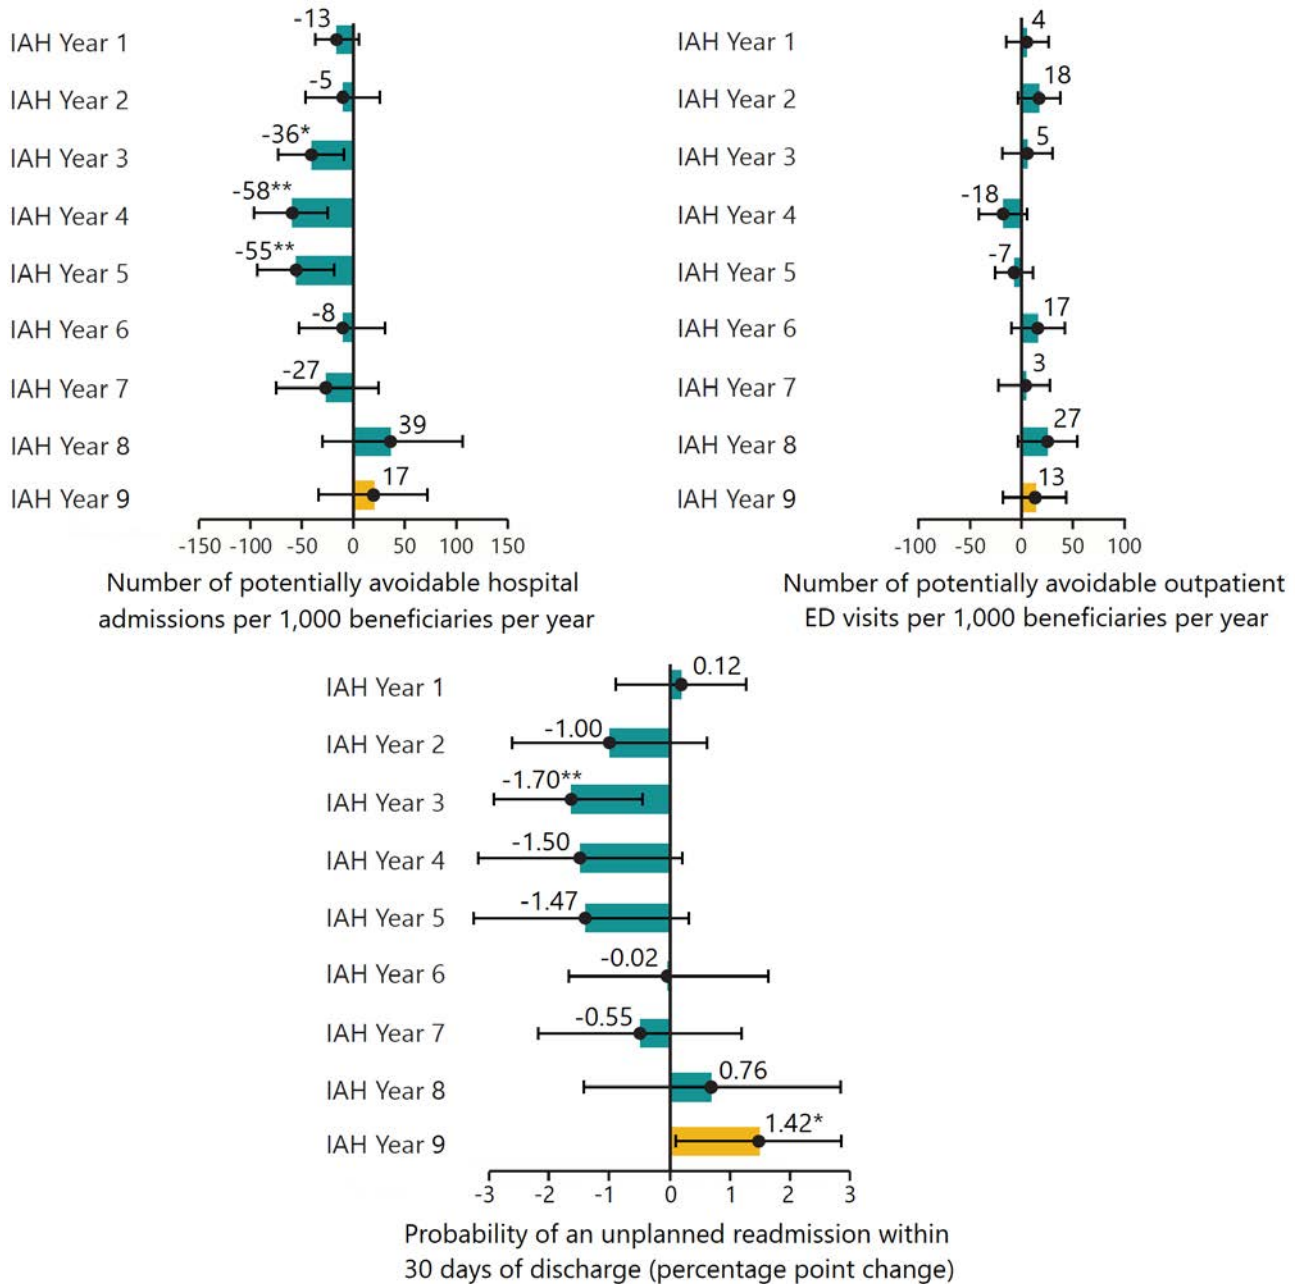 IAH Year 1 -13
IAH Year 2 -5
IAH Year 3 -36*
IAH Year 4 -58**
IAH Year 5 -55**
IAH Year 6 -8
IAH Year 7 -27
IAH Year 8 39
IAH Year 9 17
-150 -100 -50 0 50 100 150
Number of potentially avoidable hospital
admissions per 1,000 beneficiaries per year
IAH Year 1 4
IAH Year 2 18
IAH Year 3 5
IAH Year 4 -18
IAH Year 5 -7
IAH Year 6 17
IAH Year 7 3
IAH Year 8 27
IAH Year 9 13
-100 -50 0 50 100
Number of potentially avoidable outpatient
ED visits per 1,000 beneficiaries per year
IAH Year 1 0.12
IAH Year 2 -1.00
IAH Year 3 -1.70**
IAH Year 4 -1.50
IAH Year 5 -1.47
IAH Year 6 -0.02
IAH Year 7 -0.55
IAH Year 8 0.76
IAH Year 9 1.42*
-3 -2 -1 0 1 2 3
Probability of an unplanned readmission within
30 days of discharge (percentage point change)